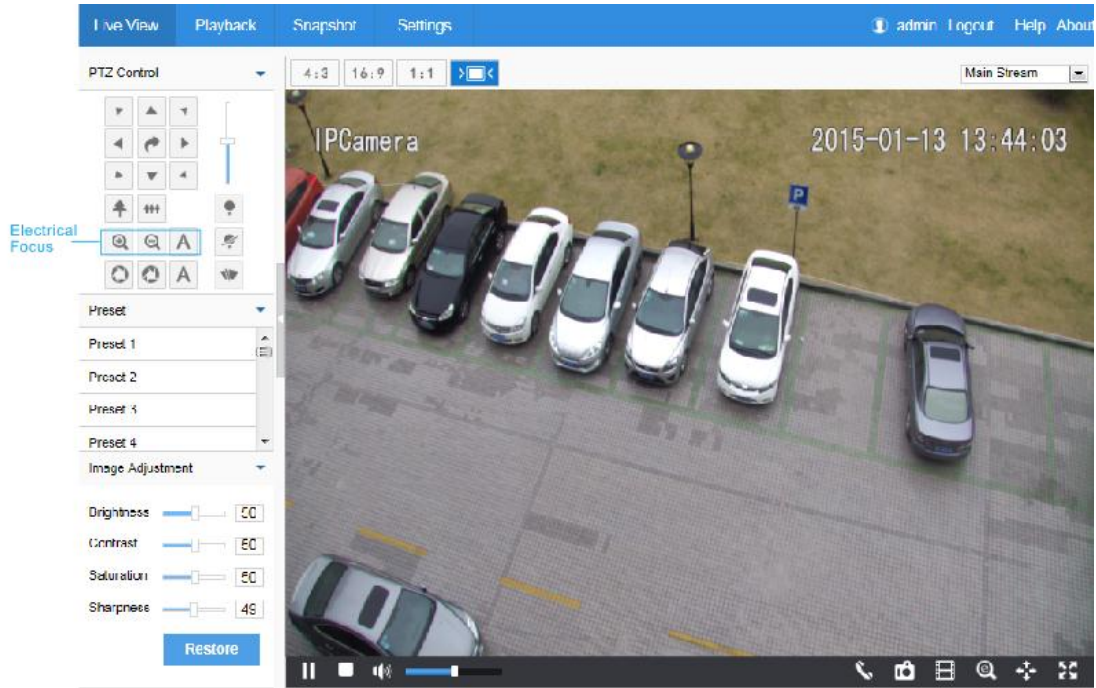 Live View Playback Snapshot Settings admin Logout Help About
PTZ Control
4:3 16:9 1:1
Main Stream
IPCamera 2015-01-13 13:44:03
P
Electrical
Focus
A
A
Preset
Preset 1
Preset 2
Preset 3
Preset 4
Image Adjustment
Brightness 50
Contrast 50
Saturation 50
Sharpness 49
Restore